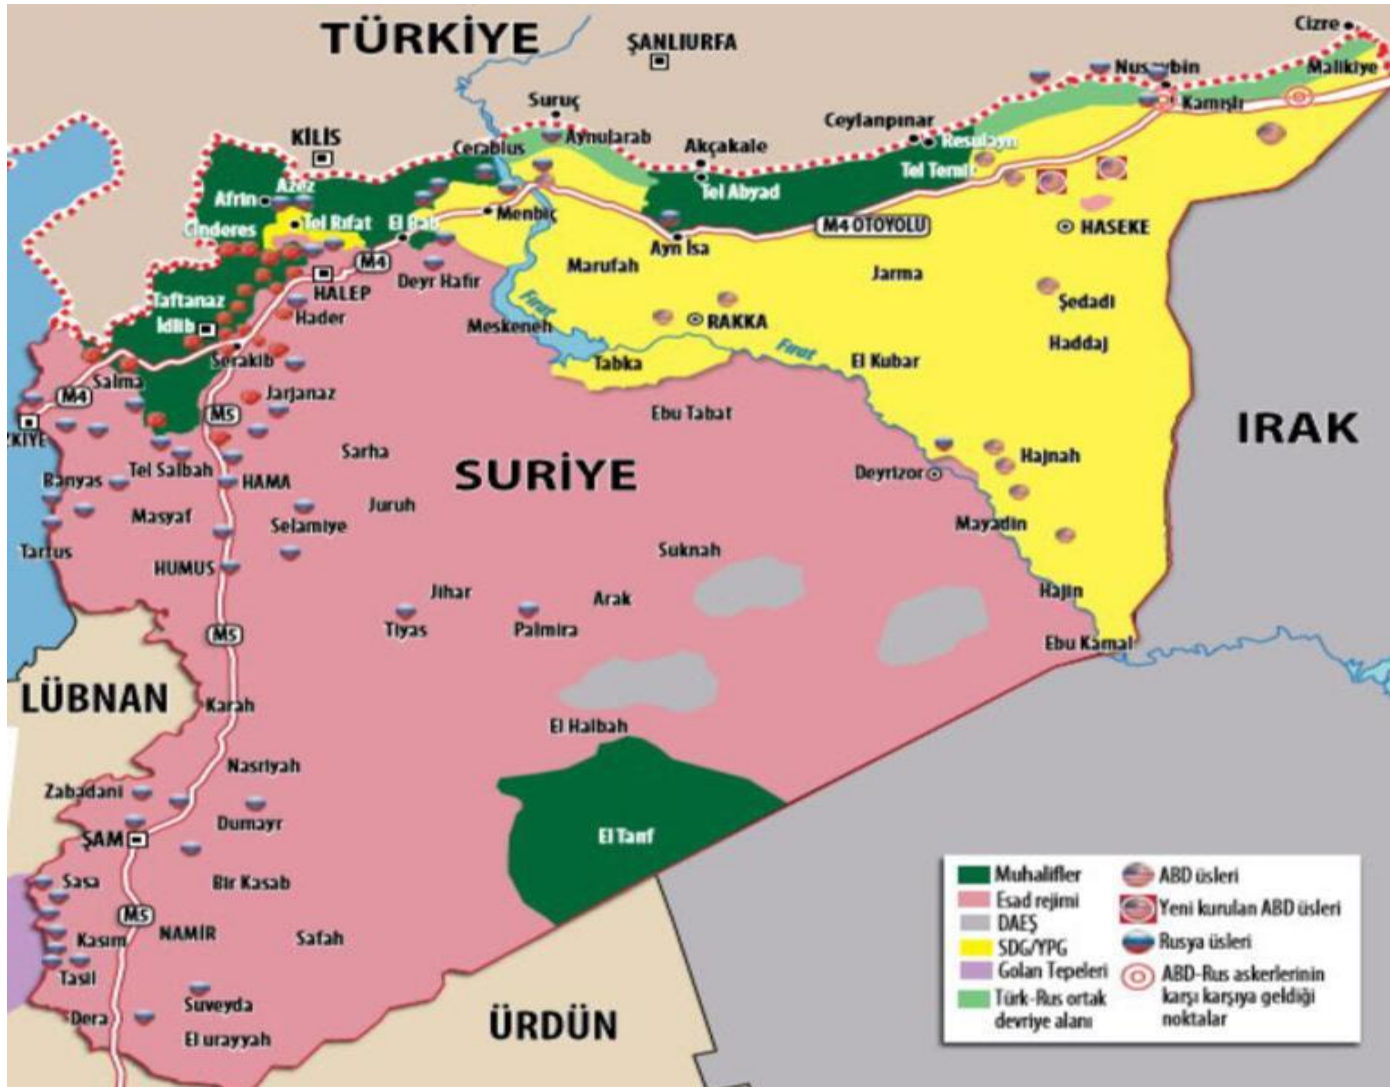 TÜRKİYE
ŞANLIURFA
Cizre
Nusaybin
Malikiye
Kamışlı
Suruç
Aynularab
Akçakale
Ceylanpınar
Resulayn
KİLİS
Cerablus
Afrin
Azez
Tel Abyad
Tel Temir
Cinderes
Tel Rıfat
El Bab
Menbiç
M4 OTOYOLU
HASEKE
Ayn İsa
M4
Marufah
Jarma
Deyr Hafir
HALEP
Taftanaz
Şedadi
Fırat
İdlib
Hader
Meskeneh
RAKKA
Haddaj
Serakib
Tabka
Fırat
El Kubar
Salma
M4
Jarjanaz
M5
Ebu Tabat
IRAK
ZKİYE
Sarha
SURİYE
Hajnah
Banyas
Tel Salbah
HAMA
Deyrizor
Masyaf
Juruh
Selamiye
Mayadin
Tartus
Suknah
HUMUS
Jihar
Arak
Hajin
Tiyas
Palmira
M5
Ebu Kamal
LÜBNAN
Karah
El Halbah
Nasriyah
Zabadani
Dumayr
ŞAM
El Tanf
Sasa
Bir Kasab
M5
Kasım
NAMİR
Safah
Tasil
Suveyda
Dera
ÜRDÜN
El urayyah
Muhalifler
Esad rejimi
DAEŞ
SDG/YPG
Golan Tepeleri
Türk-Rus ortak
devriye alanı
ABD üsleri
Yeni kurulan ABD üsleri
Rusya üsleri
ABD-Rus askerlerinin
karşı karşıya geldiği
noktalar